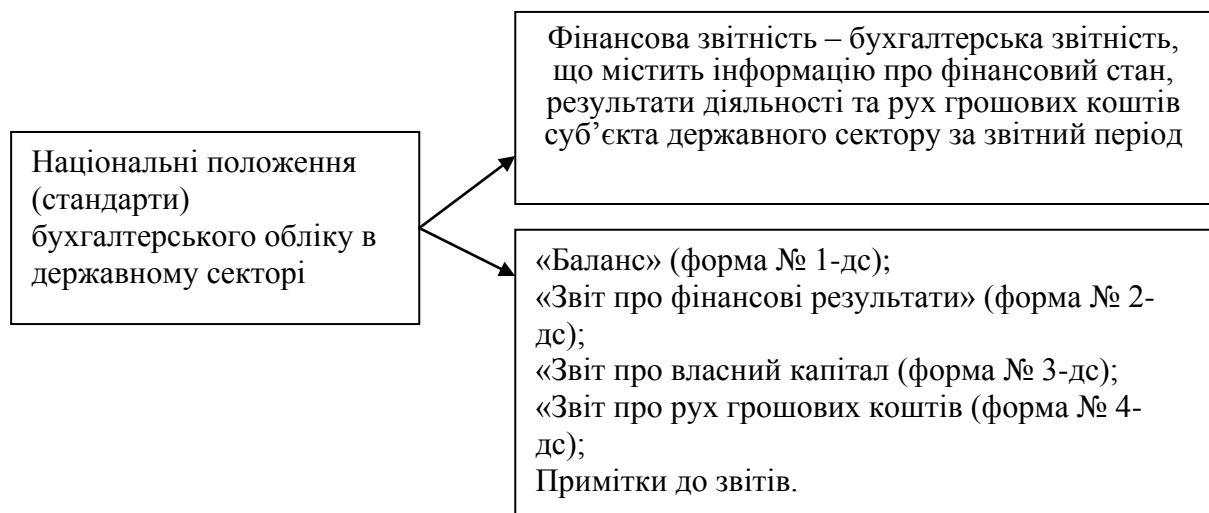 Національні положення
(стандарти)
бухгалтерського обліку в
державному секторі
Фінансова звітність – бухгалтерська звітність,
що містить інформацію про фінансовий стан,
результати діяльності та рух грошових коштів
суб’єкта державного сектору за звітний період
«Баланс» (форма № 1-дс);
«Звіт про фінансові результати» (форма № 2-
дс);
«Звіт про власний капітал (форма № 3-дс);
«Звіт про рух грошових коштів (форма № 4-
дс);
Примітки до звітів.